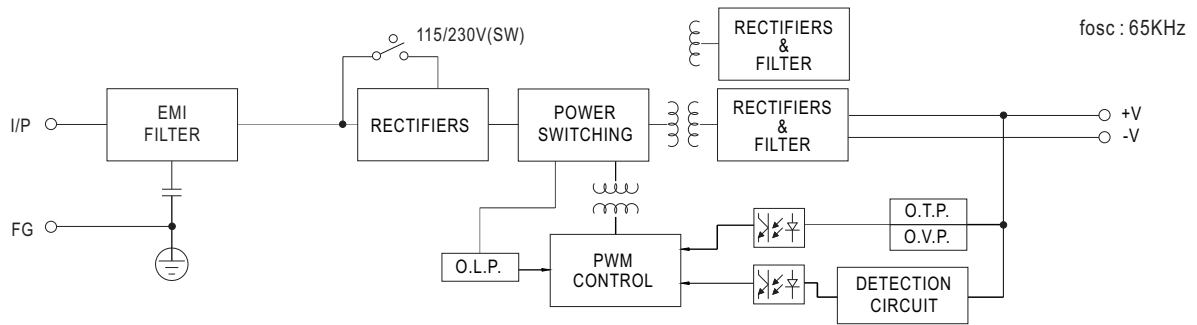 115/230V(SW)
RECTIFIERS
&
FILTER
fosc : 65KHz
I/P
EMI
FILTER
RECTIFIERS
POWER
SWITCHING
RECTIFIERS
&
FILTER
+V
-V
FG
O.L.P.
PWM
CONTROL
O.T.P.
O.V.P.
DETECTION
CIRCUIT